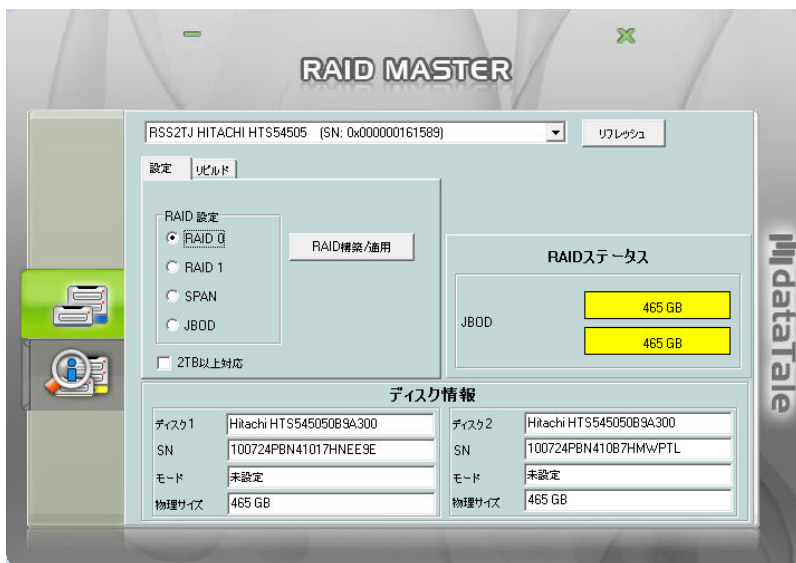 RAID MASTER
RSS2TJ HITACHI HTS54505 (SN: 0x000000161589)
リフレッシュ
設定 リビルド
RAID 設定
RAID 0
RAID 1
SPAN
JBOD
RAID構築/適用
2TB以上対応
RAIDステータス
JBOD
465 GB
465 GB
dataTale
ディスク情報
ディスク1 Hitachi HTS545050B9A300
SN 100724PBN41017HNEE9E
モード 未設定
物理サイズ 465 GB
ディスク2 Hitachi HTS545050B9A300
SN 100724PBN410B7HMWPTL
モード 未設定
物理サイズ 465 GB